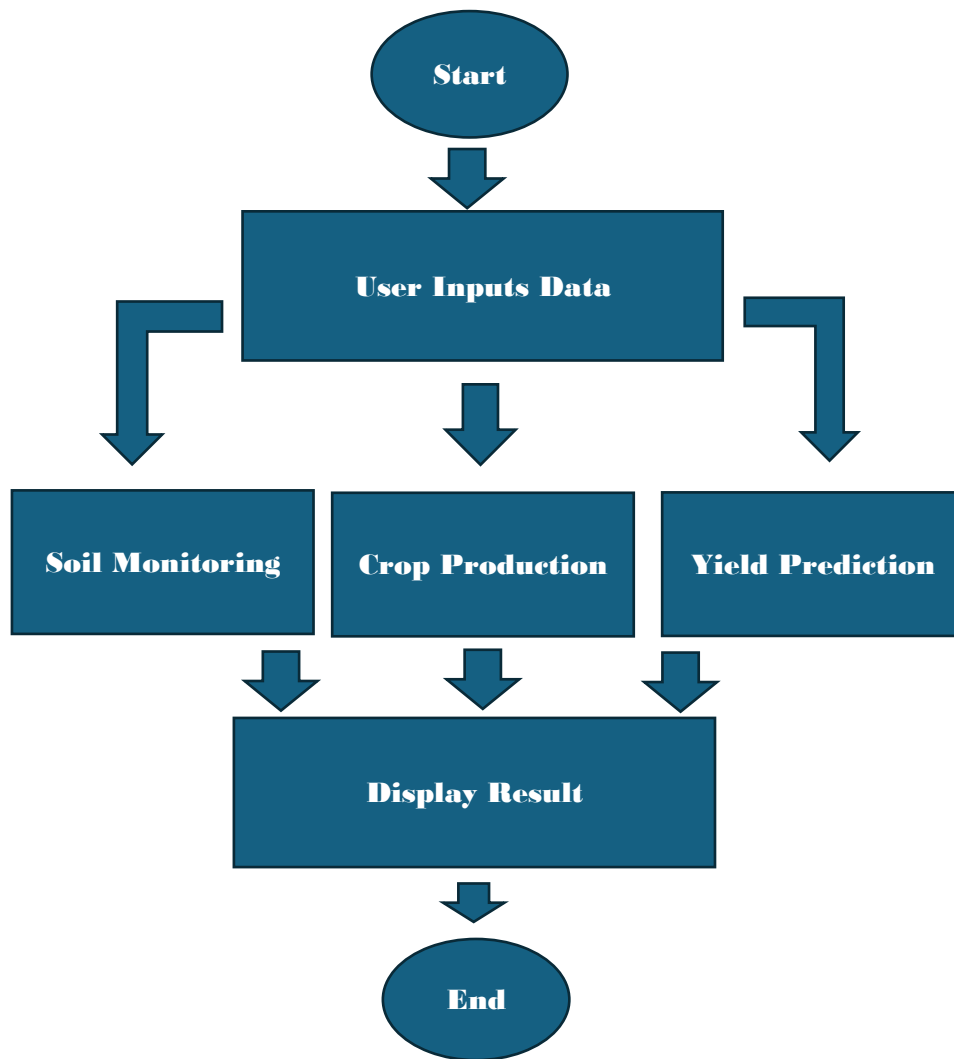 Start
User Inputs Data
Soil Monitoring
Crop Production
Yield Prediction
Display Result
End